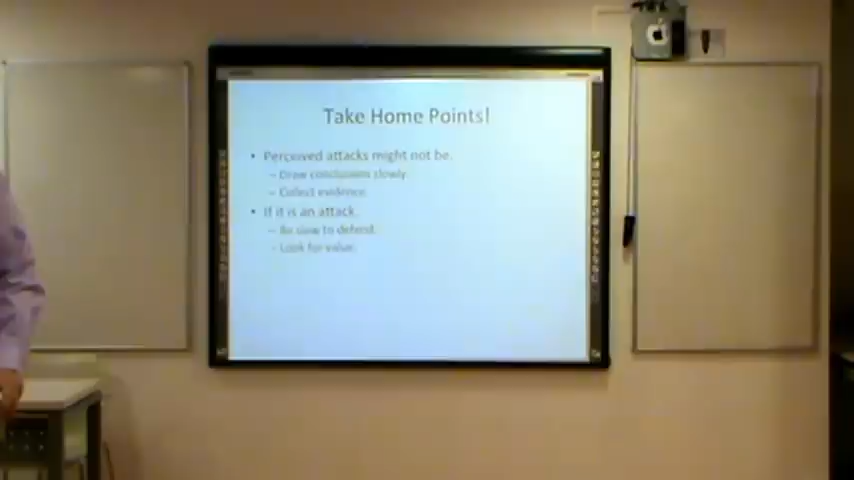 Take Home Points!
• Perceived attacks might not be.
– Draw conclusions slowly.
– Collect evidence.
• If it is an attack.
– Be slow to defend.
– Look for value.